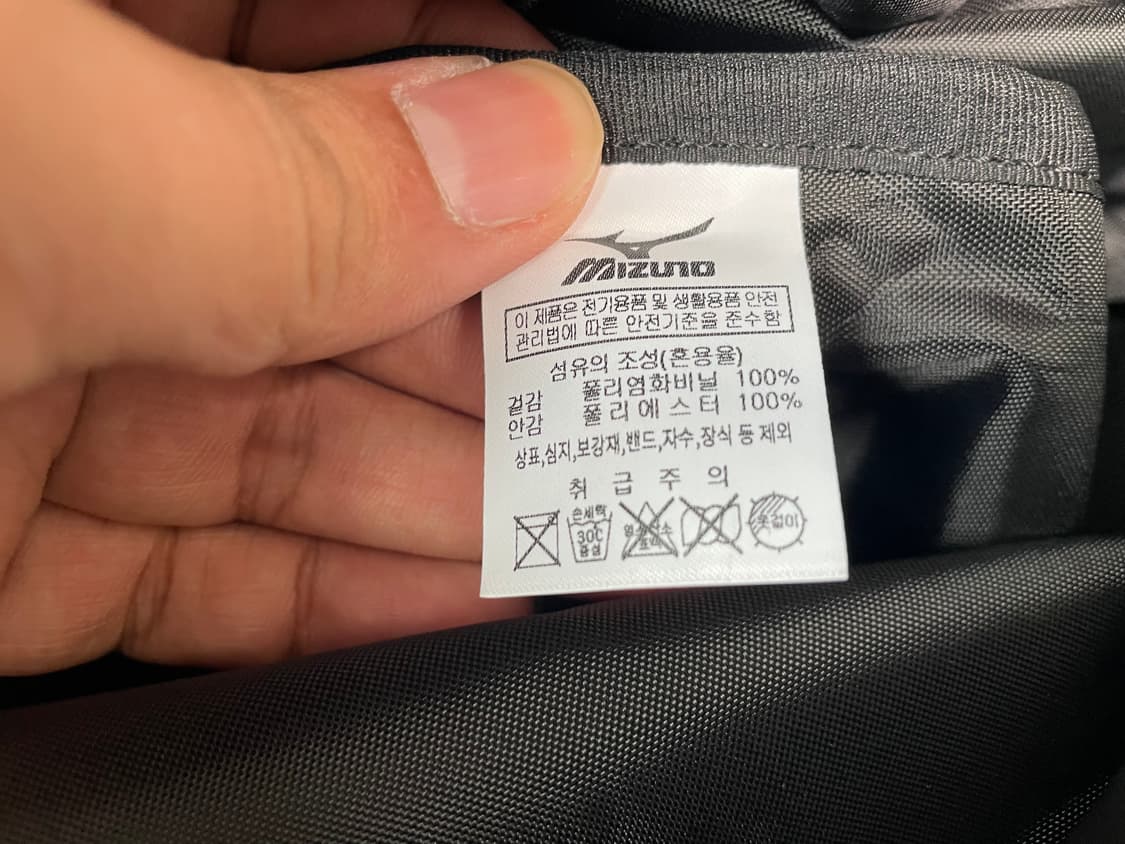 MIZUNO
이 제품은 전기용품 및 생활용품 안전
관리법에 따른 안전기준을 준수함
섬유의 조성(혼용율)
겉감 폴리염화비닐 100%
안감 폴리에스터 100%
상표,심지,보강재,밴드,자수,장식 등 제외
취급주의
손세탁
30C
중성
염소
표백
옷걸이